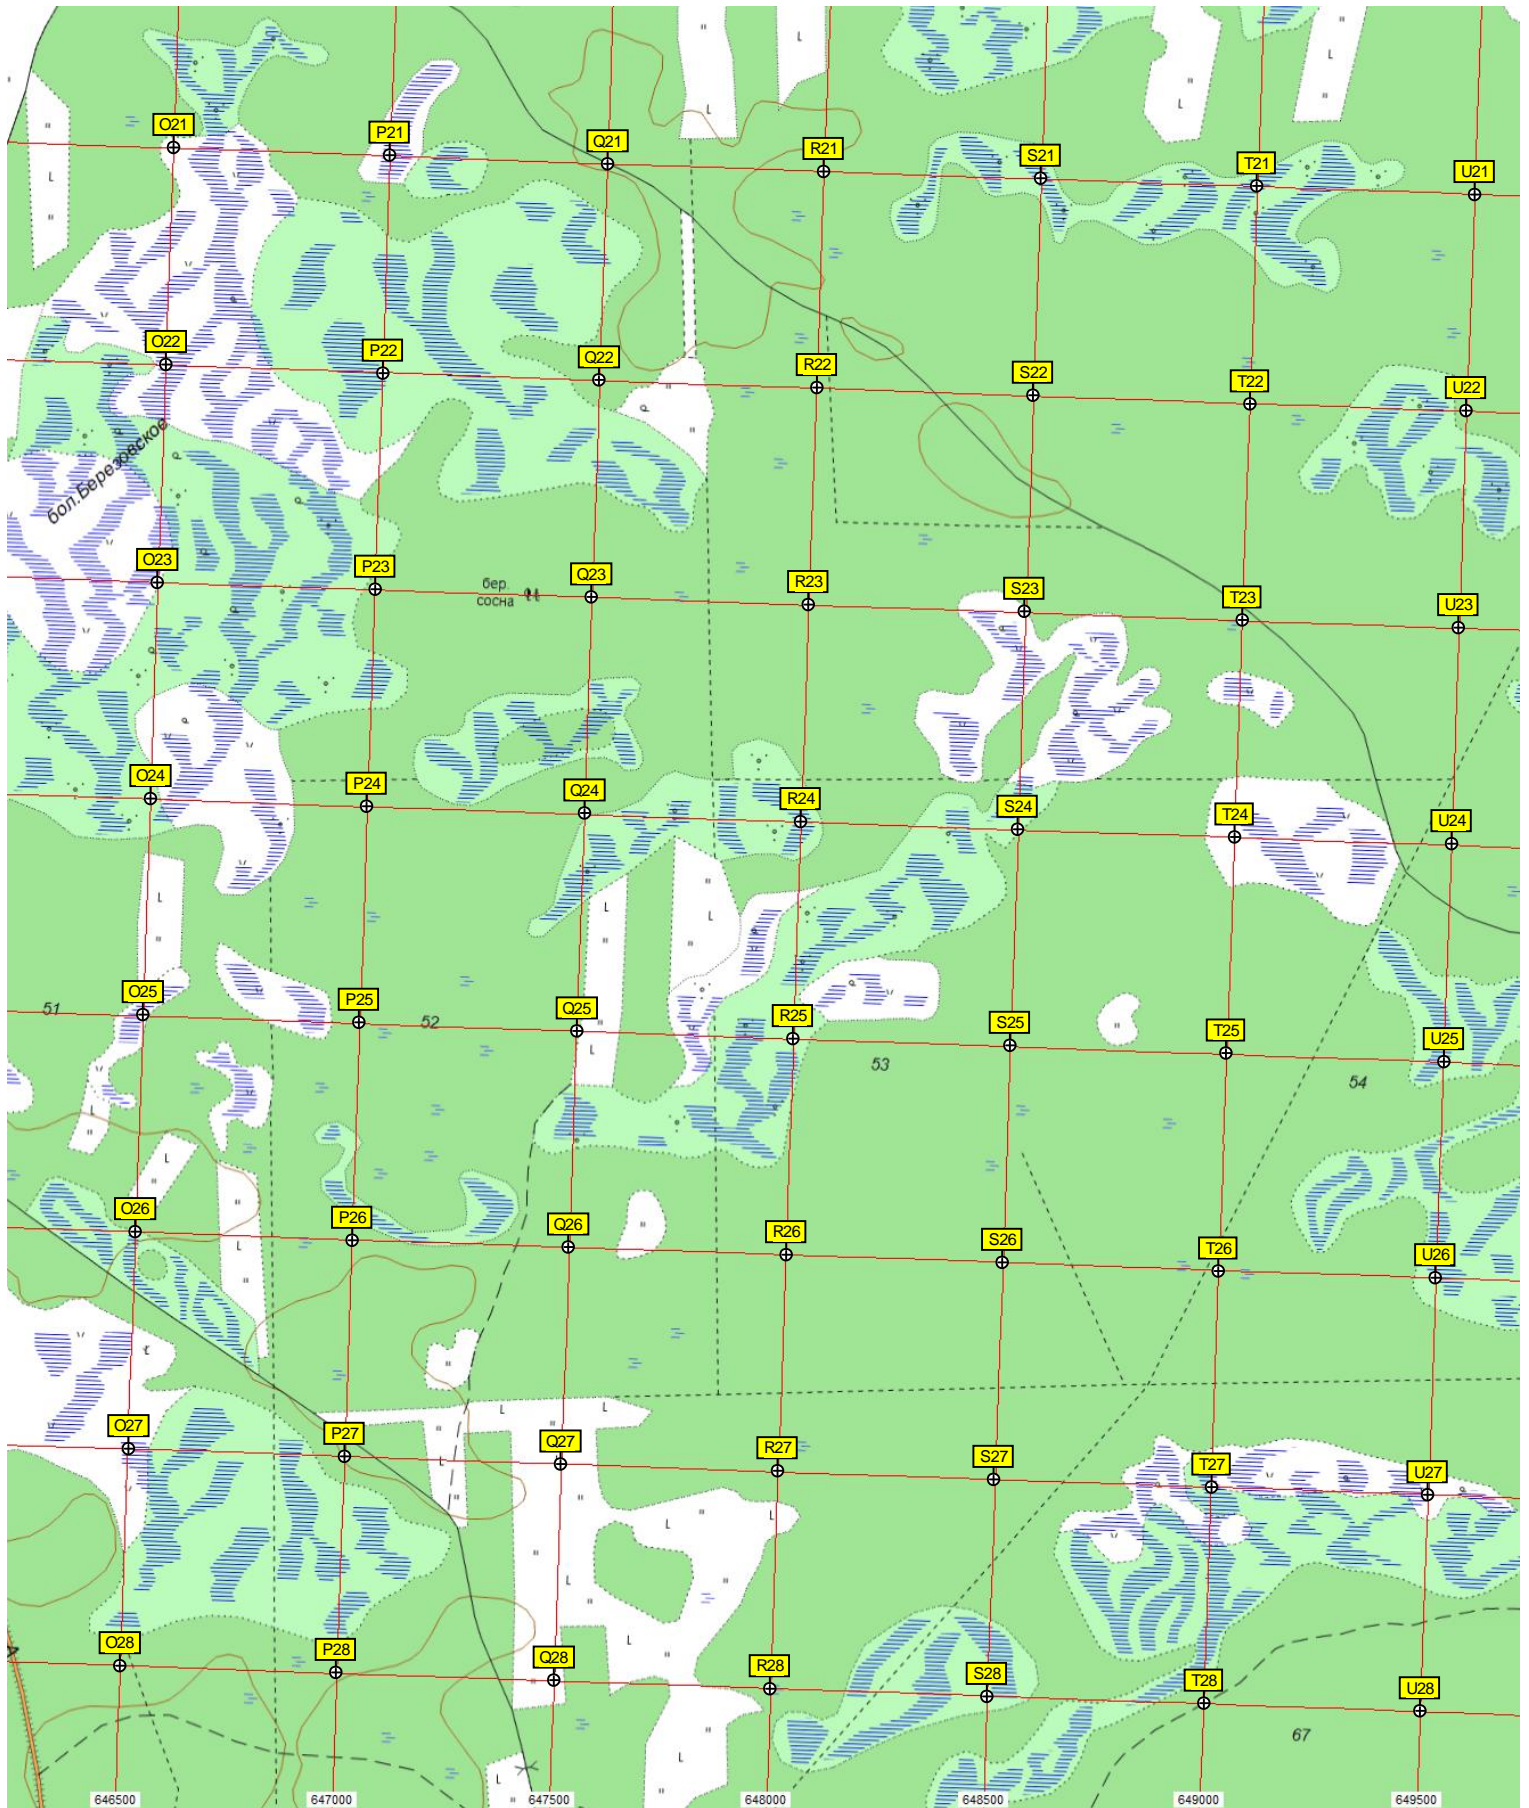 O21 P21 Q21 R21 S21 T21 U21
O22 P22 Q22 R22 S22 T22 U22
бол.Березовское
O23 P23 Q23 R23 S23 T23 U23
бер.
сосна
O24 P24 Q24 R24 S24 T24 U24
O25 P25 Q25 R25 S25 T25 U25
51 52 53 54
O26 P26 Q26 R26 S26 T26 U26
O27 P27 Q27 R27 S27 T27 U27
O28 P28 Q28 R28 S28 T28 U28
67
646500 647000 647500 648000 648500 649000 649500